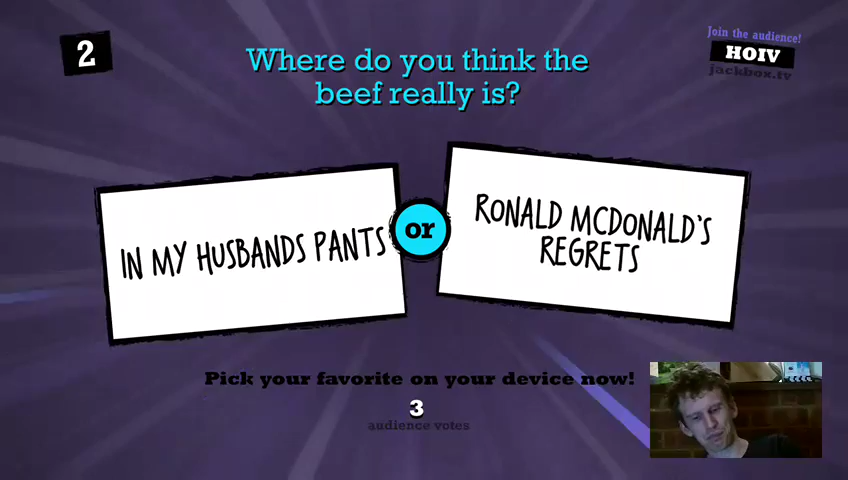 2
Where do you think the
beef really is?
Join the audience!
HOIV
jackbox.tv
IN MY HUSBANDS PANTS
or
RONALD MCDONALD'S
REGRETS
Pick your favorite on your device now!
3
audience votes